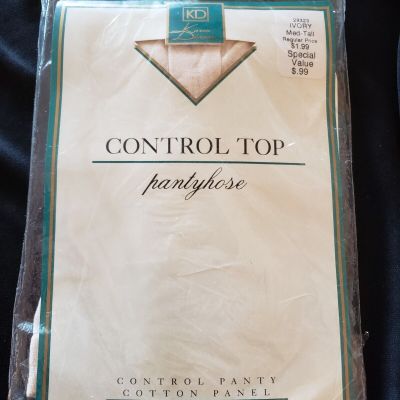 KD
29323
IVORY
Med-Tall
Regular Price
$1.99
Special
Value
$.99
CONTROL TOP
pantyhose
CONTROL PANTY
COTTON PANEL